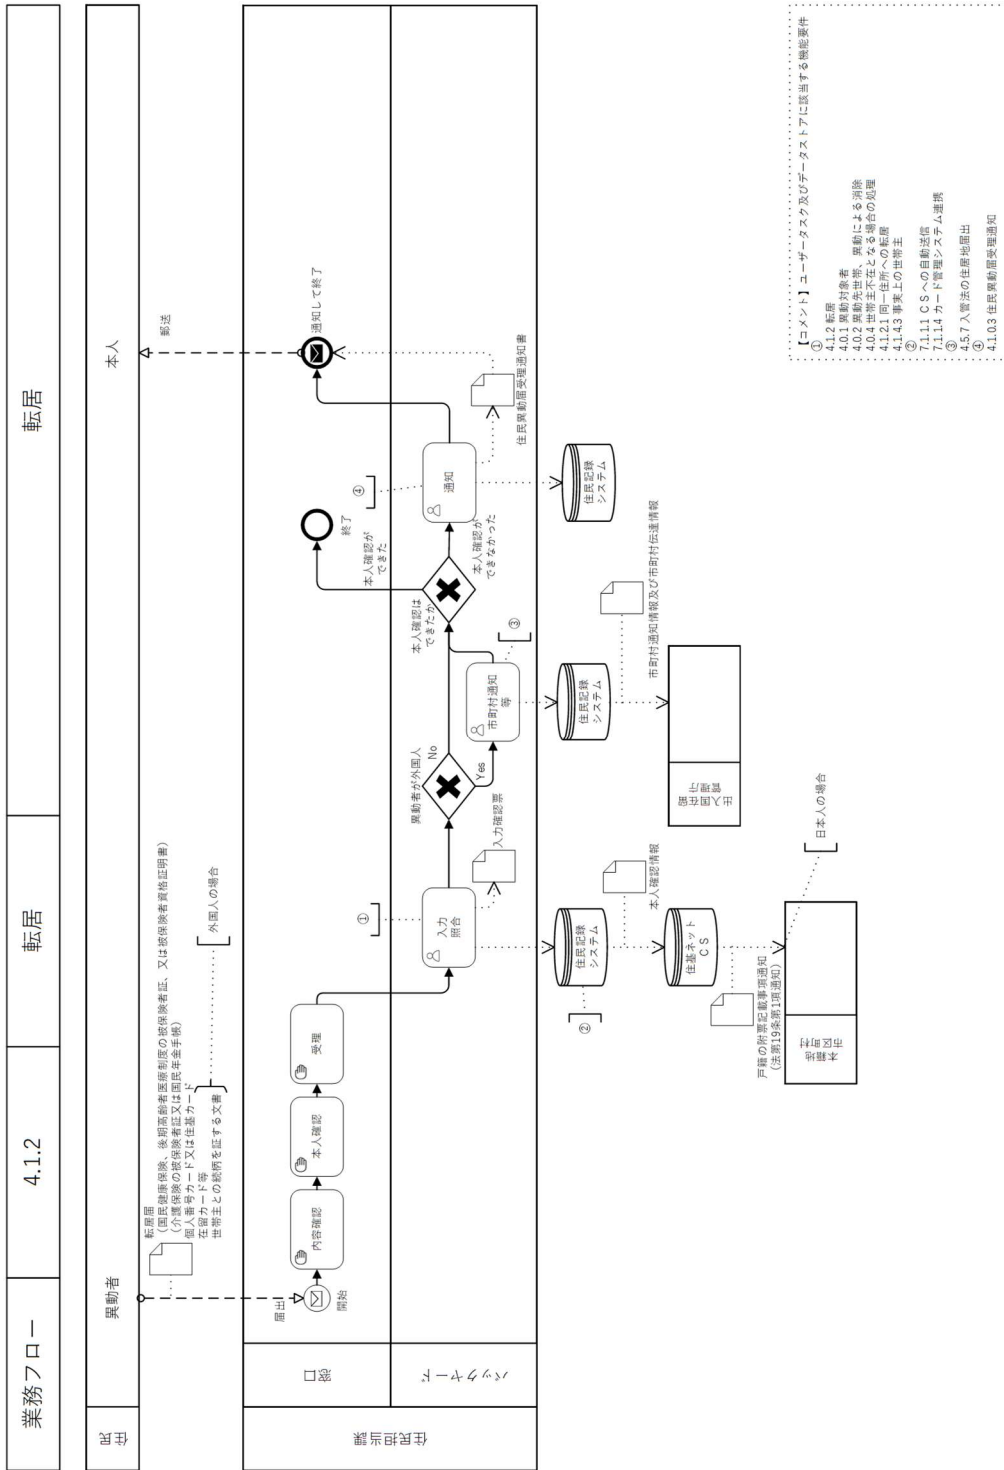 業務フロー
4.1.2
転居
転居
住民
異動者
本人
転居届
（国民健康保険、後期高齢者医療制度の被保険者証、又は被保険者資格証明書）
（介護保険の被保険者証又は国民年金手帳）
個人番号カード又は住基カード
在留カード等
世帯主との続柄を証する文書
外国人の場合
郵送
住民担当課
窓口
届出
開始
内容確認
本人確認
受理
終了
通知して終了
本人確認が
できた
バックヤード
①
入力
照合
入力確認票
異動者が外国人
No
Yes
市町村通知
等
③
本人確認は
できたか
本人確認が
できなかった
④
通知
住民異動届受理通知書
②
住民記録
システム
本人確認情報
住基ネット
CS
戸籍の附票記載事項通知
（法第19条第1項通知）
本籍地
市区町村
日本人の場合
住民記録
システム
市町村通知情報及び市町村伝達情報
出入国在留
管理庁
住民記録
システム
【コメント】ユーザータスク及びデータストアに該当する機能要件
①
4.1.2 転居
4.0.1 異動対象者
4.0.2 異動先世帯、異動による消除
4.0.4 世帯主不在となる場合の処理
4.1.2.1 同一住所への転居
4.1.4.3 事実上の世帯主
②
7.1.1.1 CSへの自動送信
7.1.1.4 カード管理システム連携
③
4.5.7 入管法の住居地届出
④
4.1.0.3 住民異動届受理通知